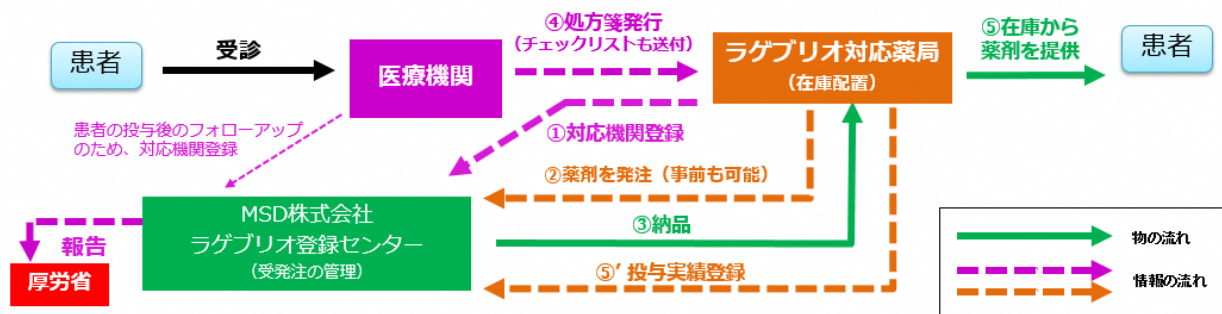 患者
受診
医療機関
④処方箋発行
（チェックリストも送付）
ラゲブリオ対応薬局
（在庫配置）
⑤在庫から
薬剤を提供
患者
患者の投与後のフォローアップ
のため、対応機関登録
①対応機関登録
②薬剤を発注（事前も可能）
MSD株式会社
ラゲブリオ登録センター
（受発注の管理）
③納品
⑤’投与実績登録
報告
厚労省
物の流れ
情報の流れ